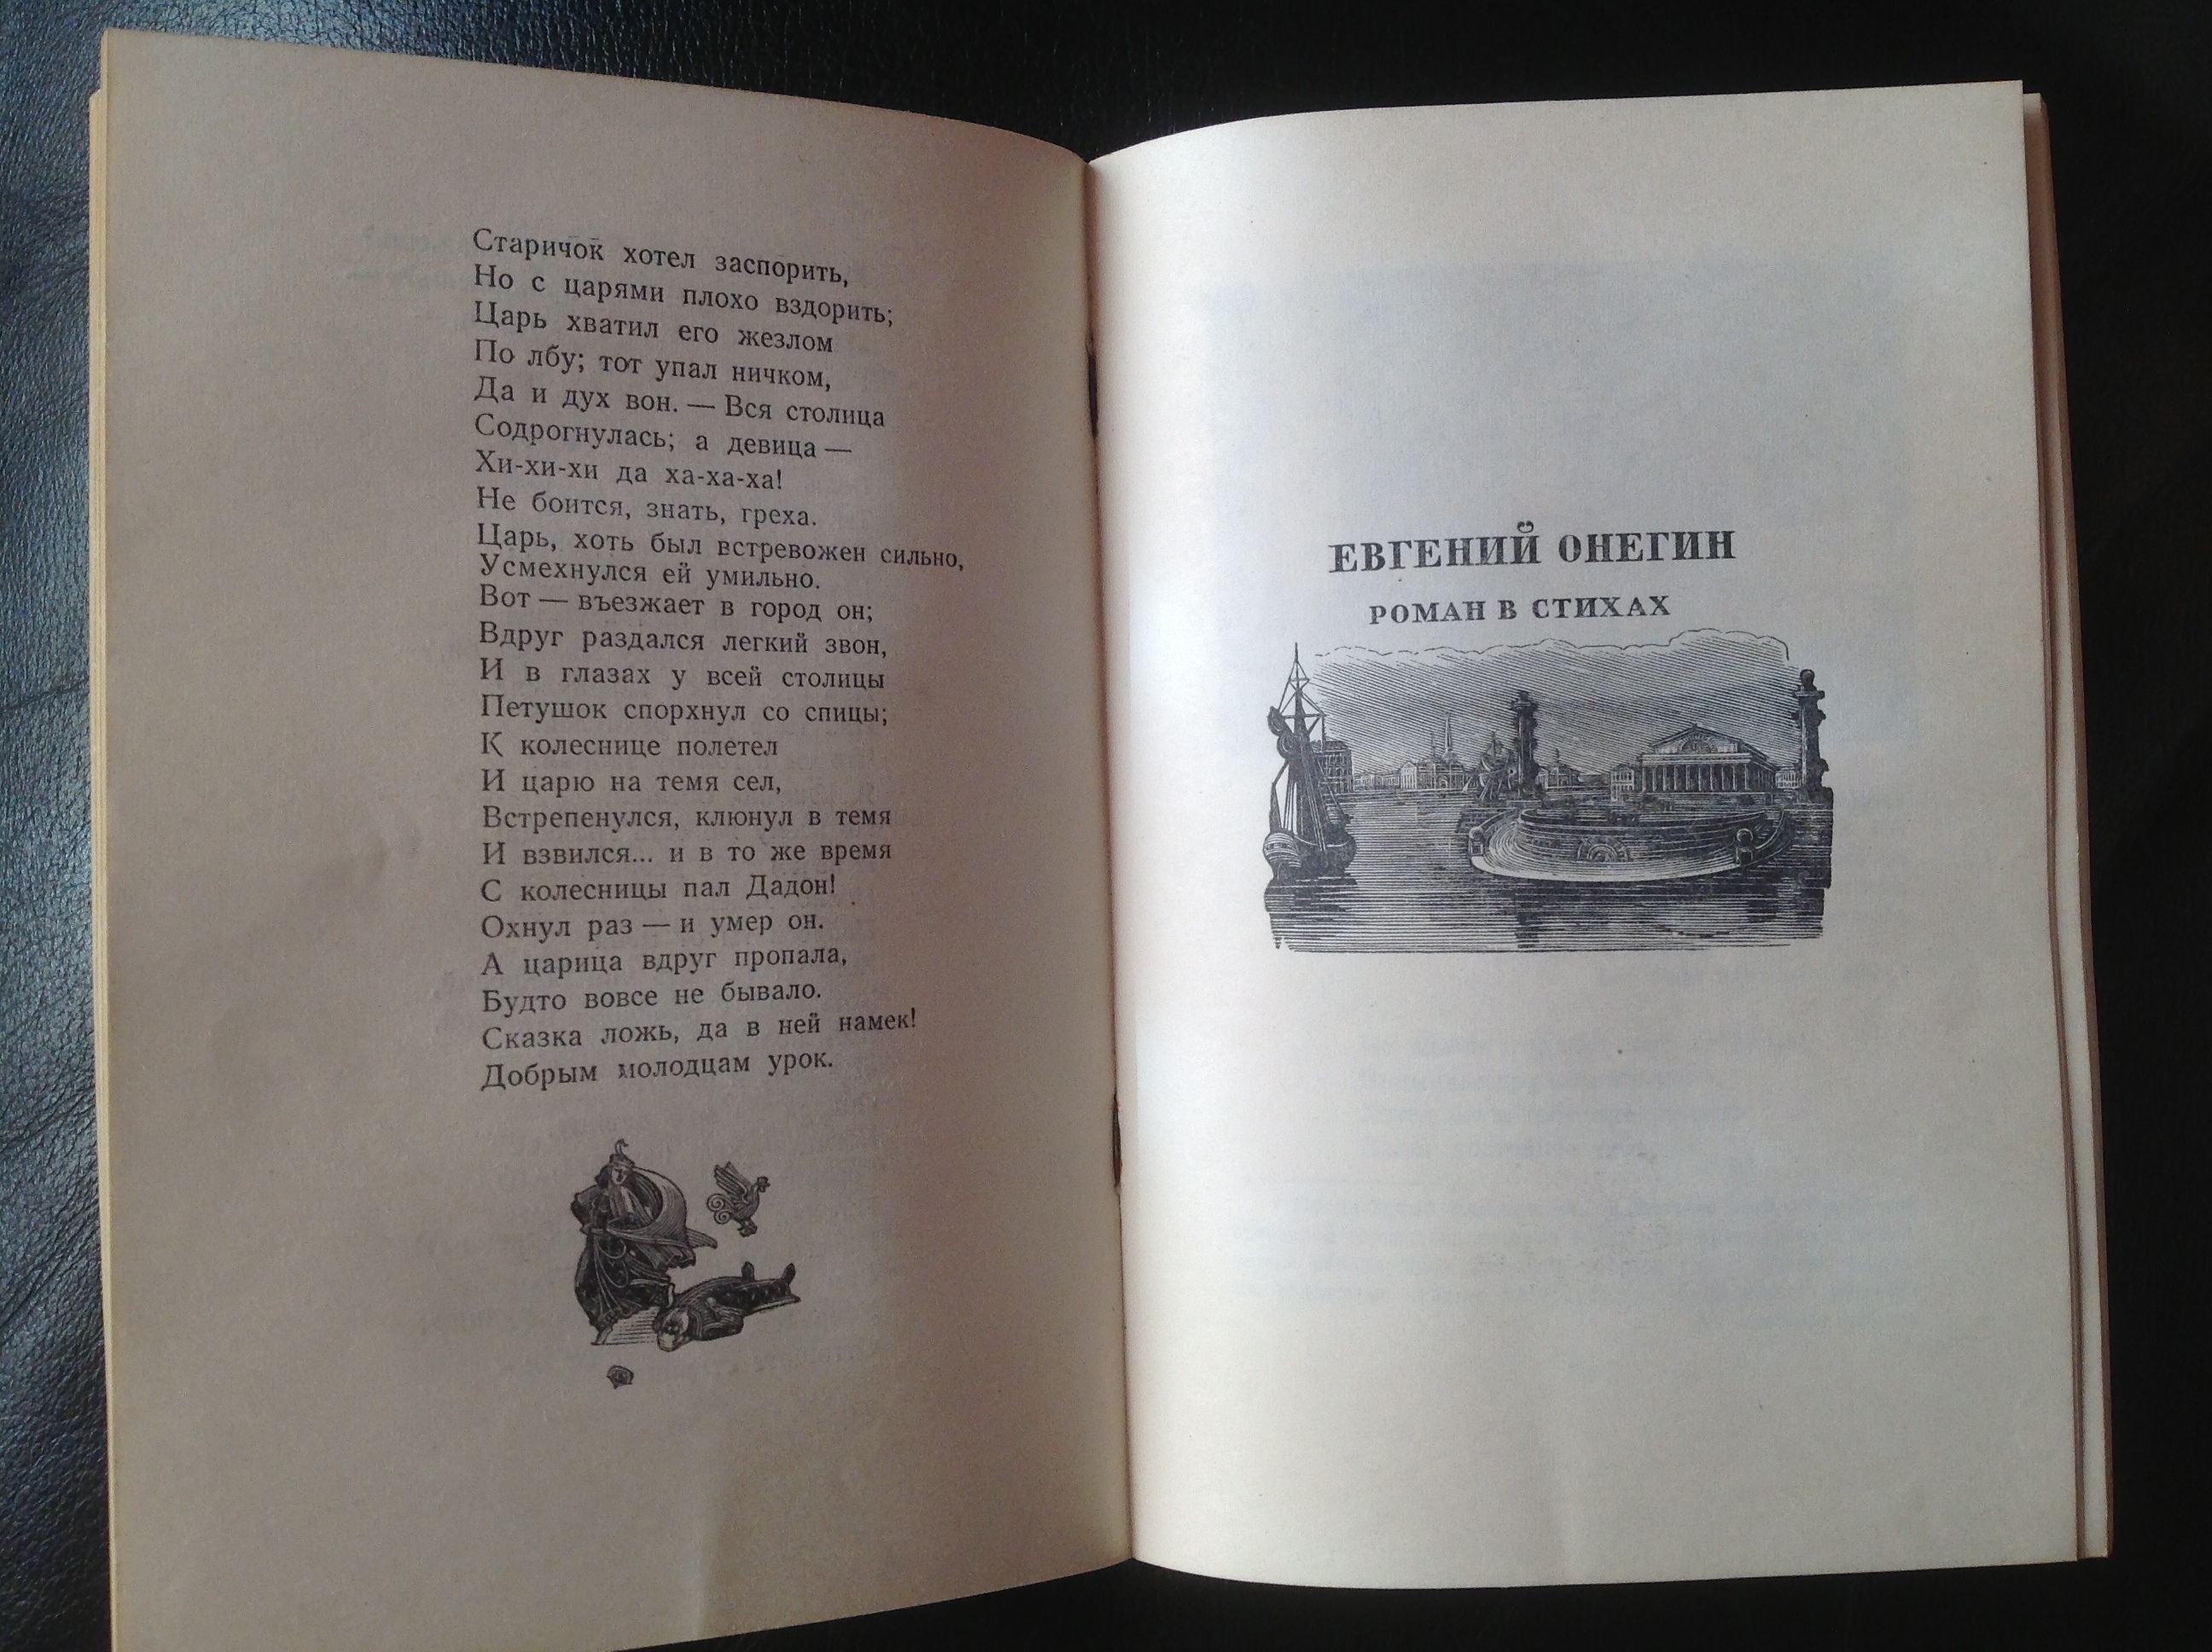 Старичок хотел заспорить,
Но с царями плохо вздорить;
Царь хватил его жезлом
По лбу; тот упал ничком,
Да и дух вон. — Вся столица
Содрогнулась; а девица —
Хи-хи-хи да ха-ха-ха!
Не боится, знать, греха.
Царь, хоть был встревожен сильно,
Усмехнулся ей умильно.
Вот — въезжает в город он;
Вдруг раздался легкий звон,
И в глазах у всей столицы
Петушок спорхнул со спицы;
К колеснице полетел
И царю на темя сел,
Встрепенулся, клюнул в темя
И взвился... и в то же время
С колесницы пал Дадон!
Охнул раз — и умер он.
А царица вдруг пропала,
Будто вовсе не бывало.
Сказка ложь, да в ней намек!
Добрым молодцам урок.
ЕВГЕНИЙ ОНЕГИН
РОМАН В СТИХАХ